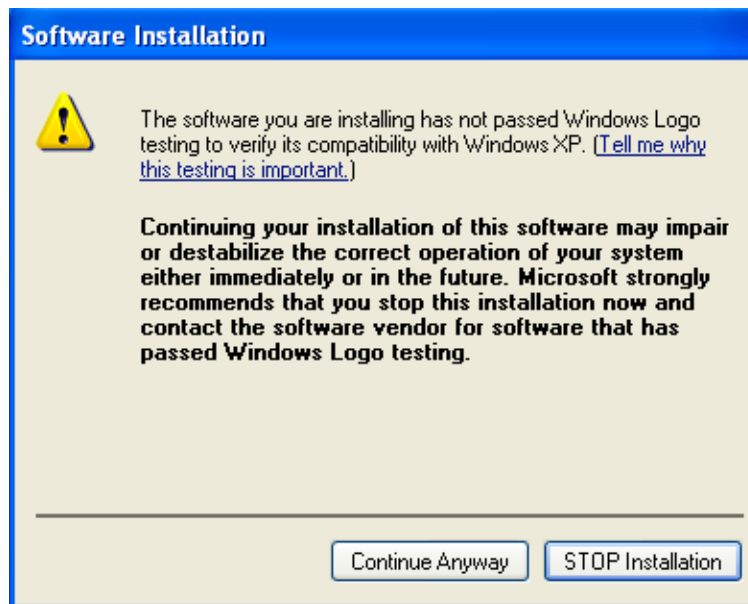 Software Installation
The software you are installing has not passed Windows Logo
testing to verify its compatibility with Windows XP. (Tell me why
this testing is important.)
Continuing your installation of this software may impair
or destabilize the correct operation of your system
either immediately or in the future. Microsoft strongly
recommends that you stop this installation now and
contact the software vendor for software that has
passed Windows Logo testing.
Continue Anyway
STOP Installation